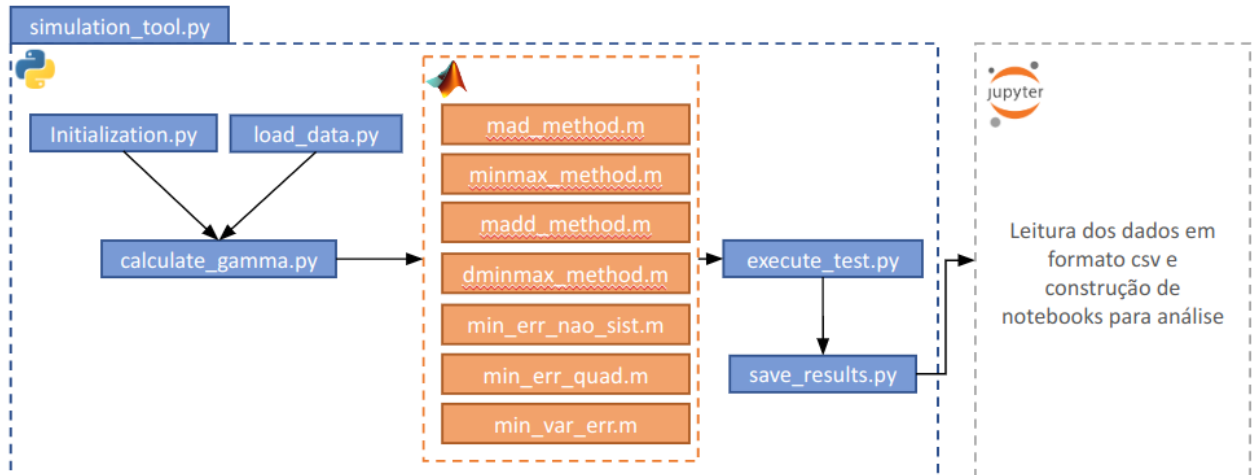 simulation_tool.py
Initialization.py
load_data.py
calculate_gamma.py
mad_method.m
minmax_method.m
madd_method.m
dminmax_method.m
min_err_nao_sist.m
min_err_quad.m
min_var_err.m
execute_test.py
save_results.py
jupyter
Leitura dos dados em
formato csv e
construção de
notebooks para análise